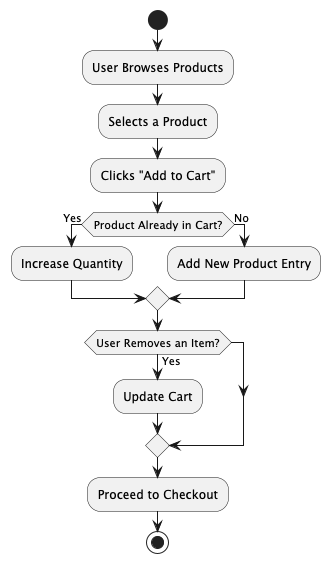 User Browses Products
Selects a Product
Clicks "Add to Cart"
Yes
Product Already in Cart?
No
Increase Quantity
Add New Product Entry
User Removes an Item?
Yes
Update Cart
Proceed to Checkout